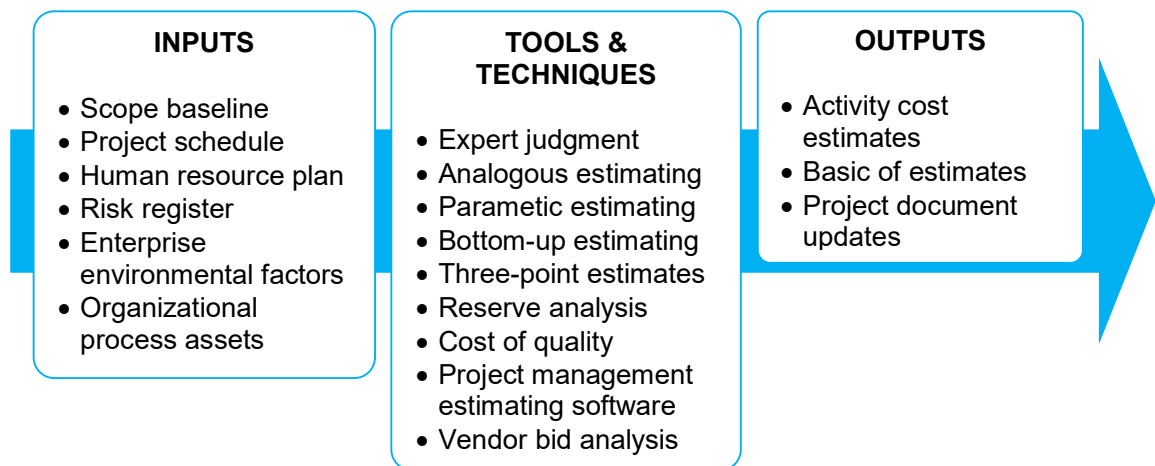 INPUTS
• Scope baseline
• Project schedule
• Human resource plan
• Risk register
• Enterprise
environmental factors
• Organizational
process assets
TOOLS &
TECHNIQUES
• Expert judgment
• Analogous estimating
• Parametic estimating
• Bottom-up estimating
• Three-point estimates
• Reserve analysis
• Cost of quality
• Project management
estimating software
• Vendor bid analysis
OUTPUTS
• Activity cost
estimates
• Basic of estimates
• Project document
updates